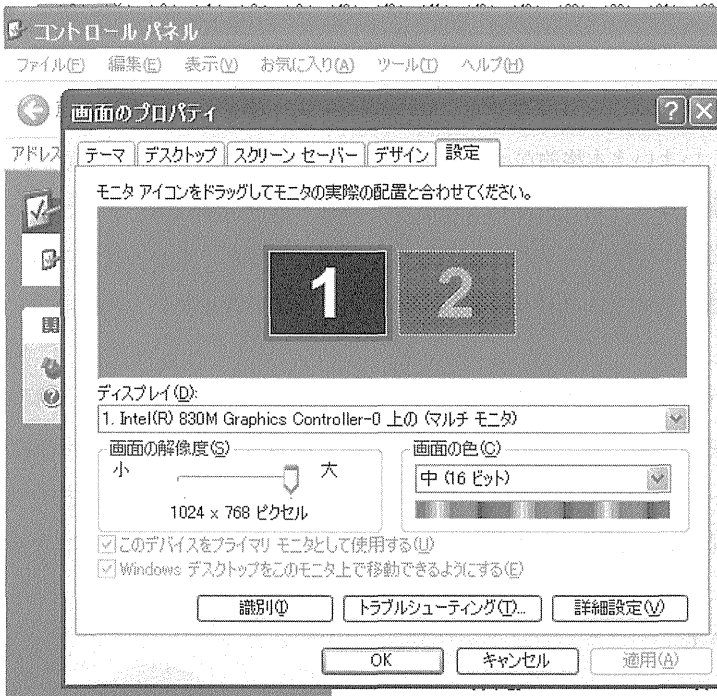 コントロール パネル
ファイル(F) 編集(E) 表示(V) お気に入り(A) ツール(T) ヘルプ(H)
画面のプロパティ
アドレス
テーマ デスクトップ スクリーン セーバー デザイン 設定
モニタ アイコンをドラッグしてモニタの実際の配置と合わせてください。
1 2
ディスプレイ(D):
1. Intel(R) 830M Graphics Controller-0 上の (マルチ モニタ)
画面の解像度(S) 画面の色(C)
小 大 中 (16 ビット)
1024 x 768 ピクセル
このデバイスをプライマリ モニタとして使用する(U)
Windows デスクトップをこのモニタ上で移動できるようにする(E)
識別(I) トラブルシューティング(T)... 詳細設定(V)
OK キャンセル 適用(A)